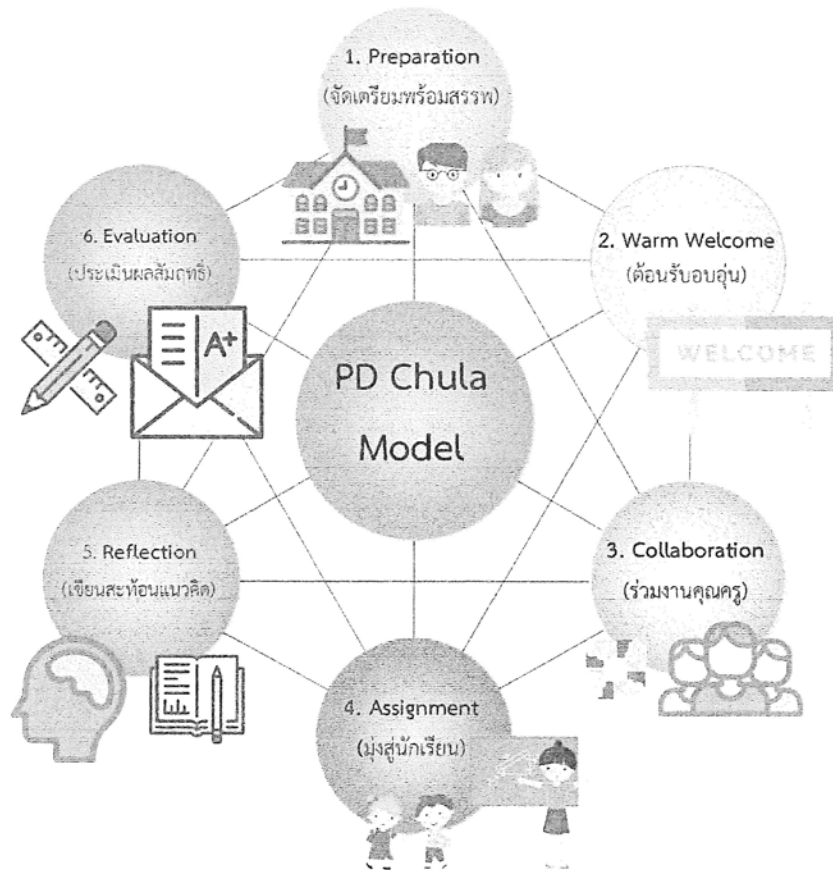 1. Preparation
(จัดเตรียมพร้อมสรรพ)
6. Evaluation
(ประเมินผลสัมฤทธิ์)
2. Warm Welcome
(ต้อนรับอบอุ่น)
WELCOME
A+
PD Chula
Model
5. Reflection
(เขียนสะท้อนแนวคิด)
3. Collaboration
(ร่วมงานคุณครู)
4. Assignment
(มุ่งสู่นักเรียน)